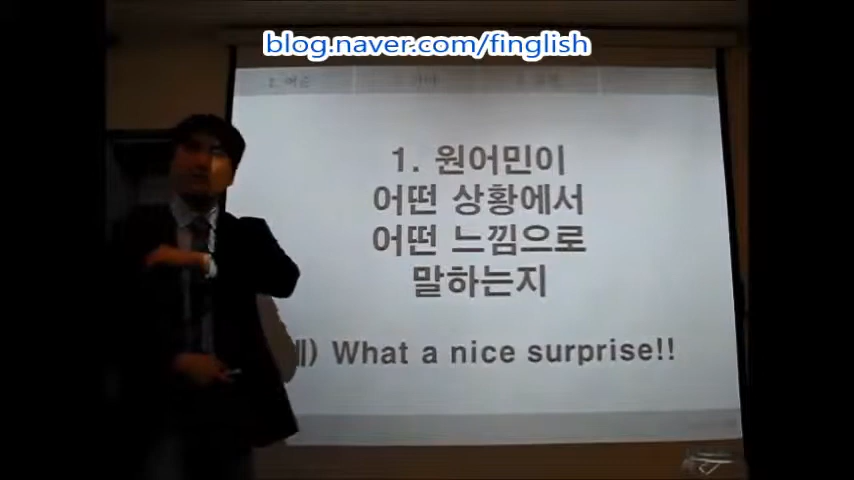 blog.naver.com/finglish
1. 원어민이
어떤 상황에서
어떤 느낌으로
말하는지
What a nice surprise!!